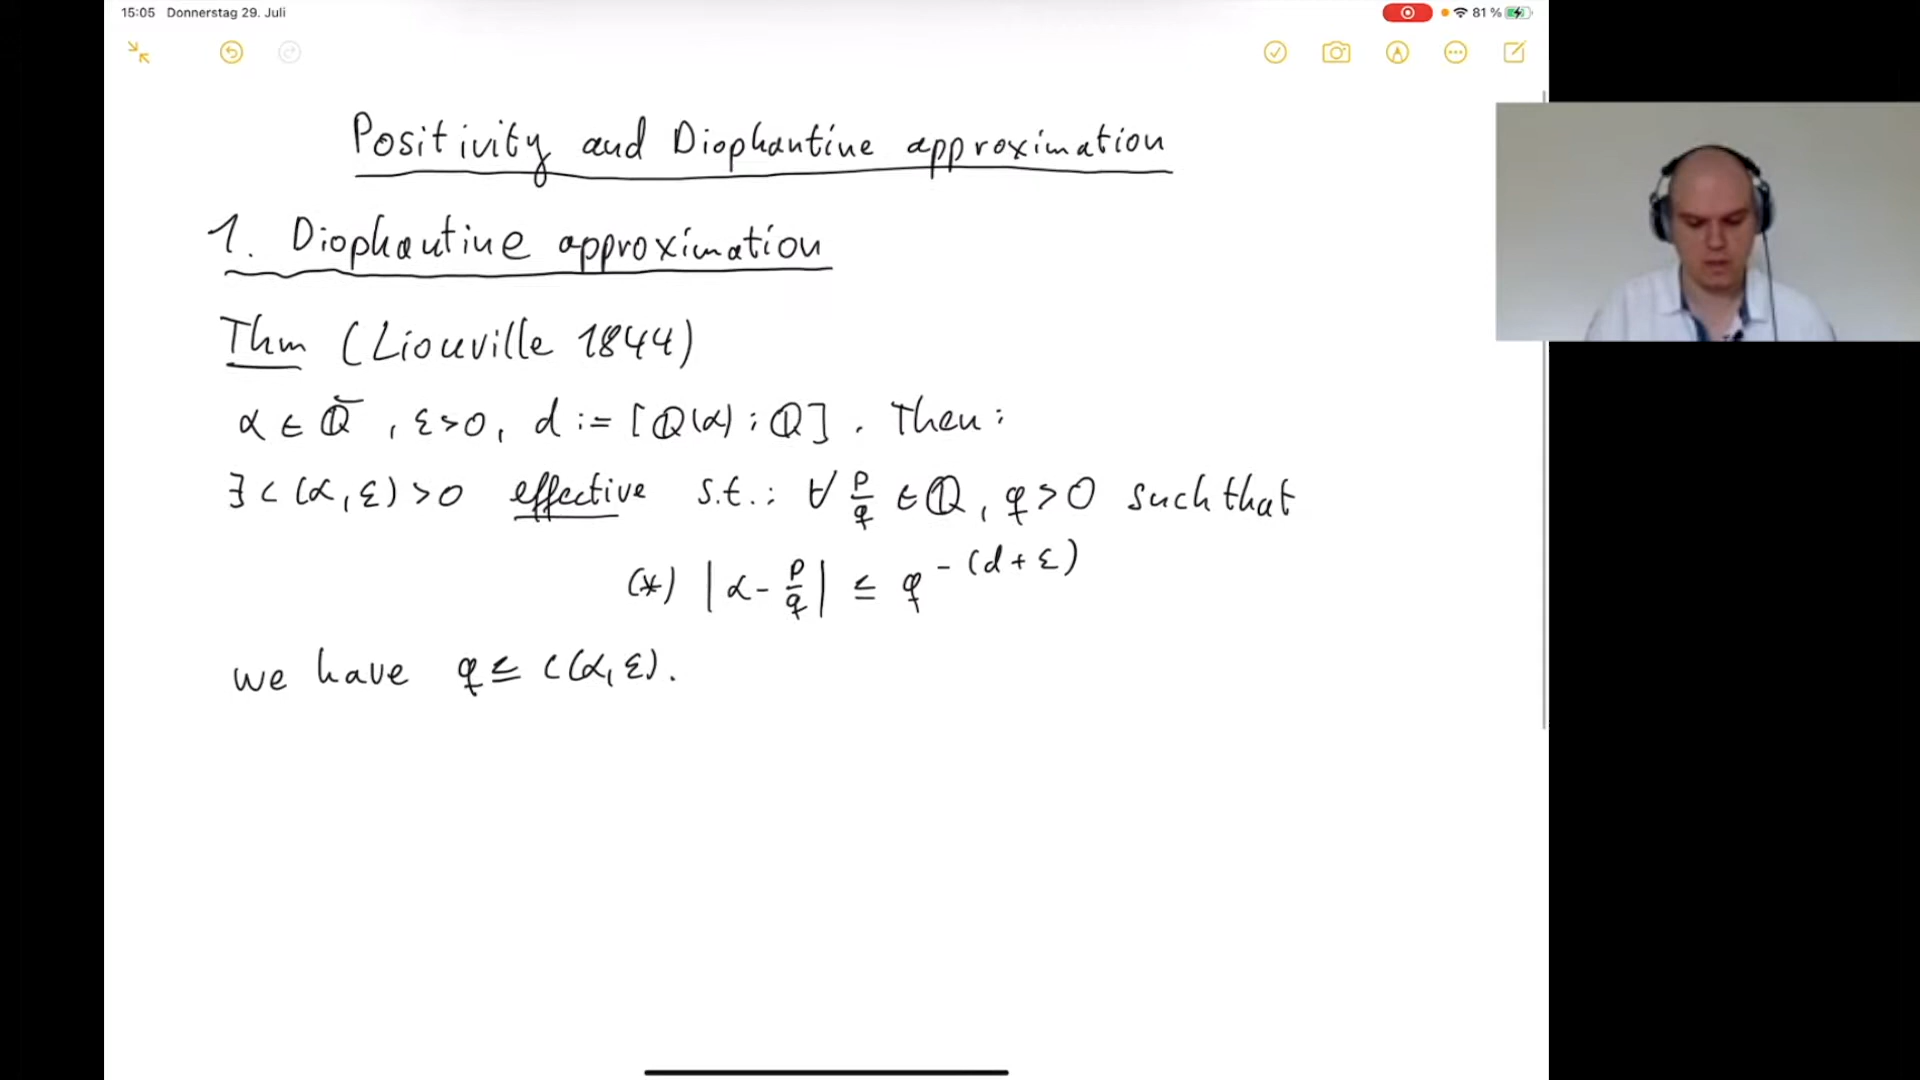 15:05 Donnerstag 29. Juli 81 %
Positivity and Diophantine approximation
1. Diophantine approximation
Thm (Liouville 1844)
α ∈ ℚ̄, ε>0, d := [ℚ(α) : ℚ]. Then:
∃ c(α, ε) > 0 effective s.t.: ∀ p/q ∈ ℚ, q > 0 such that
(*) |α - p/q| ≤ q^-(d + ε)
we have q ≤ c(α, ε).